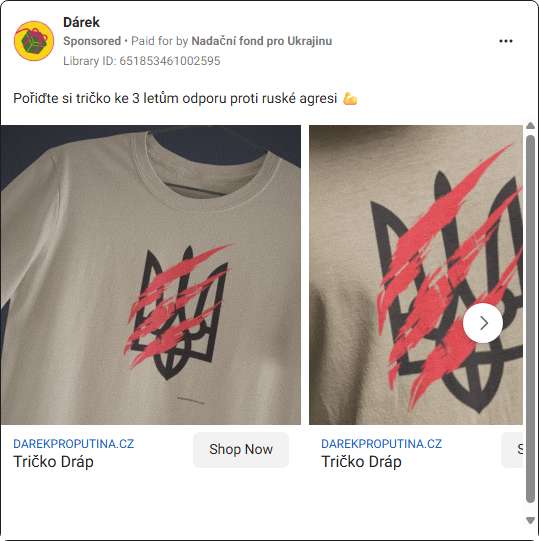 Dárek
Sponsored • Paid for by Nadační fond pro Ukrajinu
Library ID: 651853461002595
Pořiďte si tričko ke 3 letům odporu proti ruské agresi 💪
DAREKPROPUTINA.CZ
Tričko Dráp
Shop Now
DAREKPROPUTINA.CZ
Tričko Dráp
S